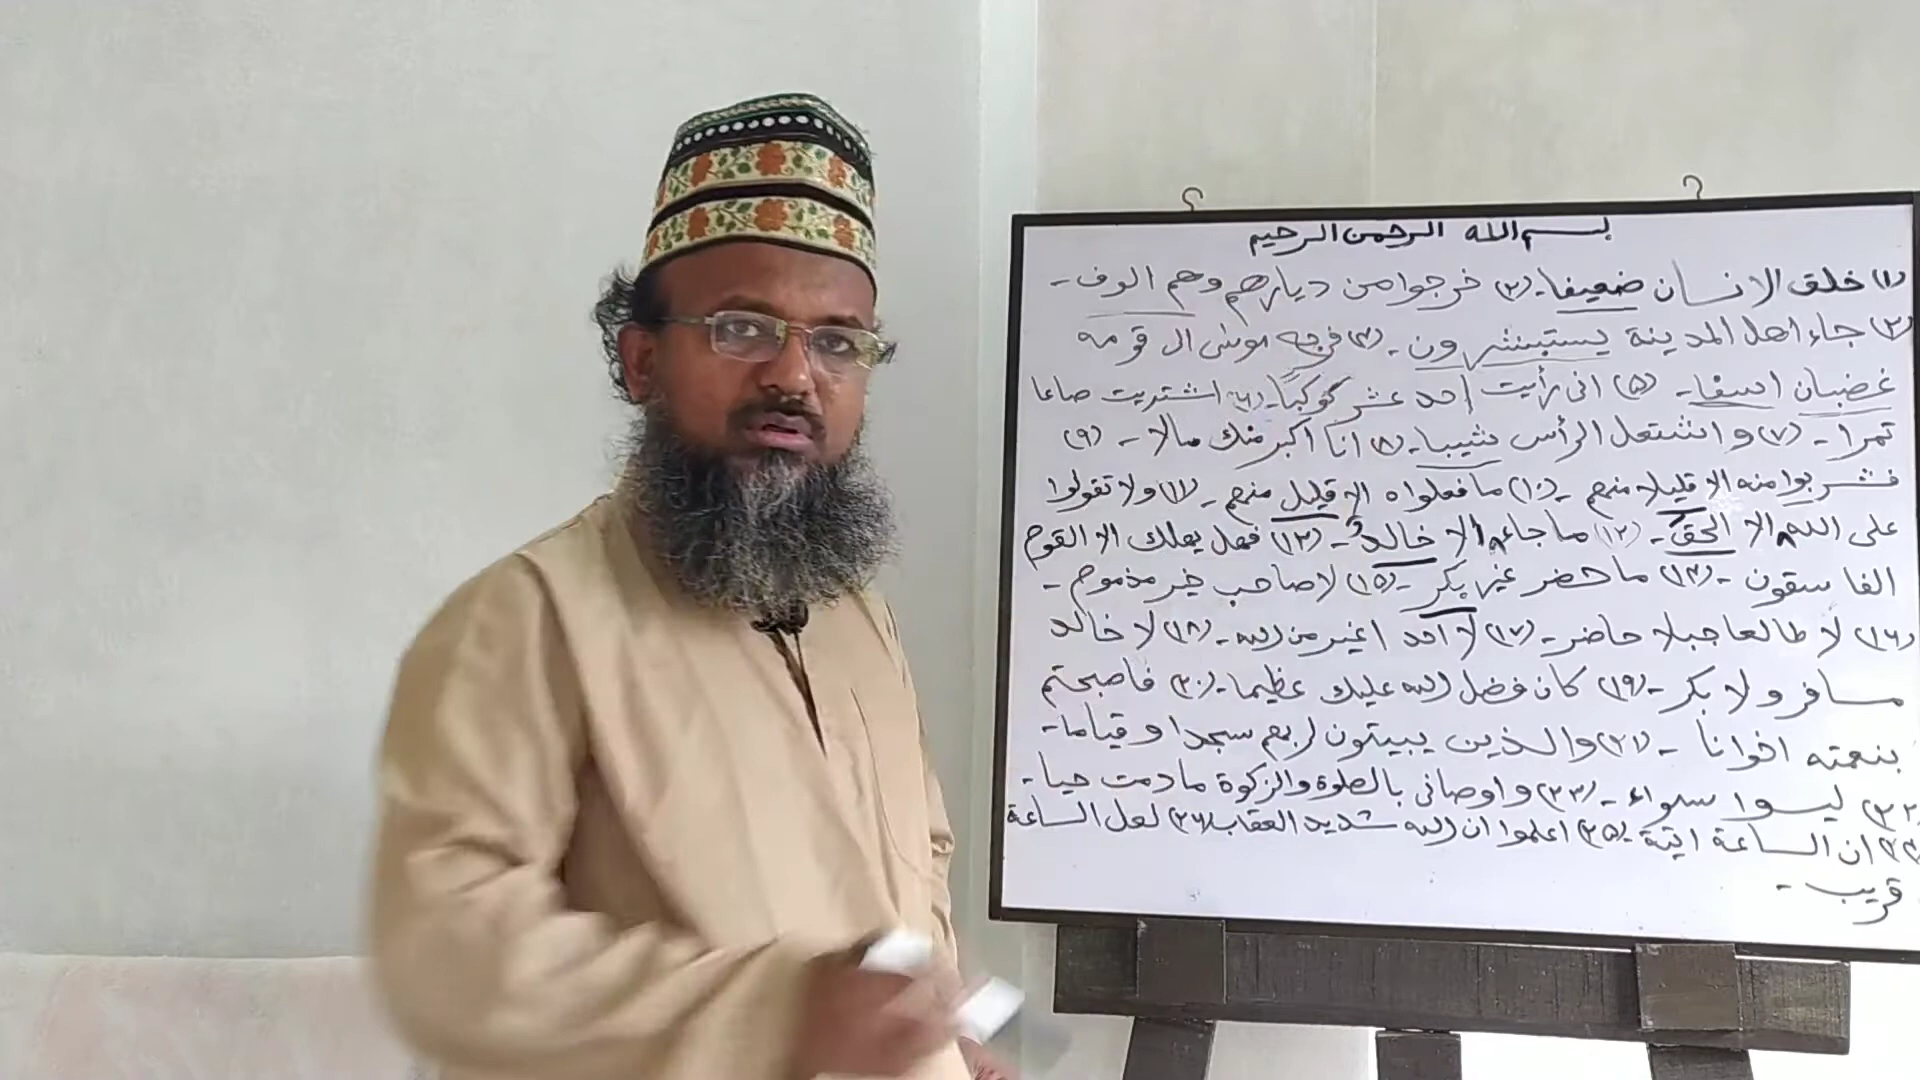 بسم الله الرحمن الرحيم
(١) خلق الانسان ضعيفا - (٢) خرجوا من ديارهم وهم الوف -
(٣) جاء اهل المدينة يستبشرون - (٤) فرجع موسى الى قومه
غضبان اسفا - (٥) انى رأيت احد عشر كوكبًا - (٦) اشتريت صاعا
تمرا - (٧) واشتعل الرأس شيبا - (٨) انا اكبر منك مالا - (٩)
فشربوا منه الا قليلا منهم - (١٠) ما فعلوه الا قليل منهم - (١١) ولا تقولوا
على الله الا الحقَّ - (١٢) ما جاء الا خالدٌ - (١٣) فهل يهلك الا القوم
الفاسقون - (١٤) ما حضر غير بكر - (١٥) لا صاحب خير مذموم -
(١٦) لا طالعا جبلا حاضر - (١٧) لا احد اغير من الله - (١٨) لا خالد
مسافر ولا بكر - (١٩) كان فضل الله عليك عظيما - (٢٠) فاصبحتم
بنعمته اخوانا - (٢١) والذين يبيتون لربهم سجدا وقياما -
(٢٢) ليسوا سواء - (٢٣) واوصانى بالصلوة والزكوة ما دمت حيا -
(٢٤) ان الساعة اتية - (٢٥) اعلموا ان الله شديد العقاب (٢٦) لعل الساعة
قريب -